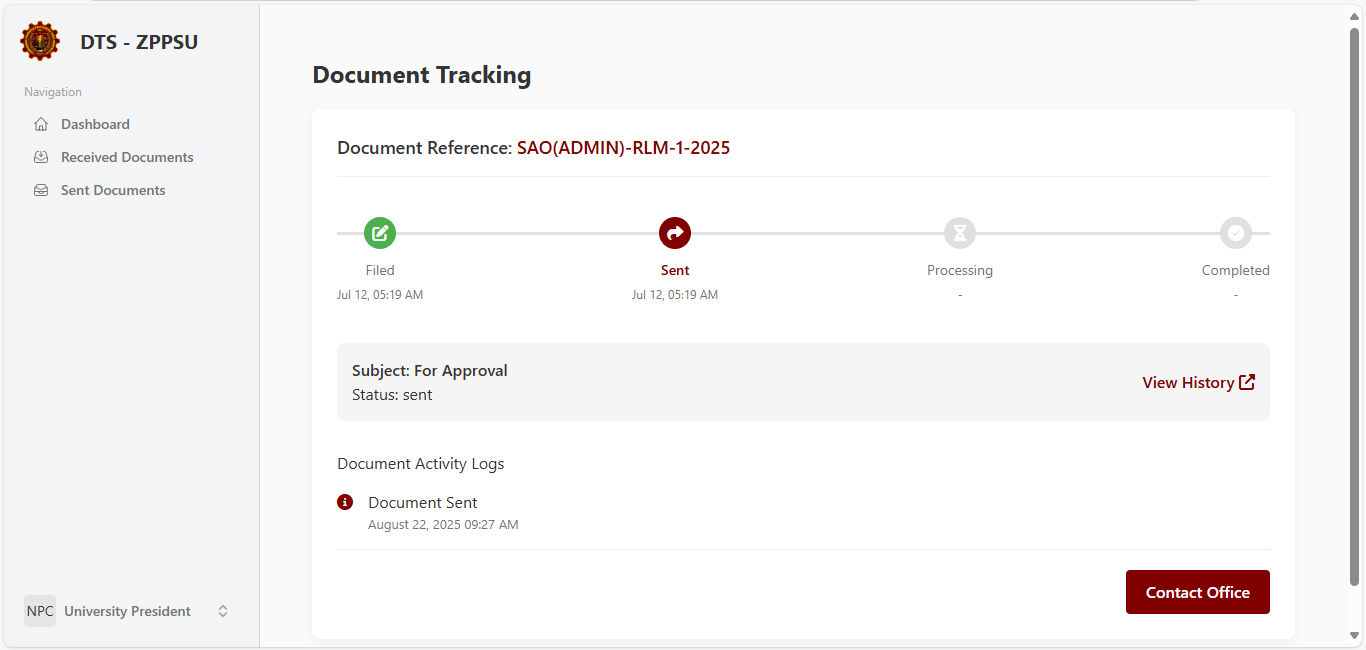 DTS - ZPPSU
Navigation
Dashboard
Received Documents
Sent Documents
NPC University President
Document Tracking
Document Reference: SAO(ADMIN)-RLM-1-2025
Filed
Jul 12, 05:19 AM
Sent
Jul 12, 05:19 AM
Processing
-
Completed
-
Subject: For Approval
Status: sent
View History
Document Activity Logs
Document Sent
August 22, 2025 09:27 AM
Contact Office